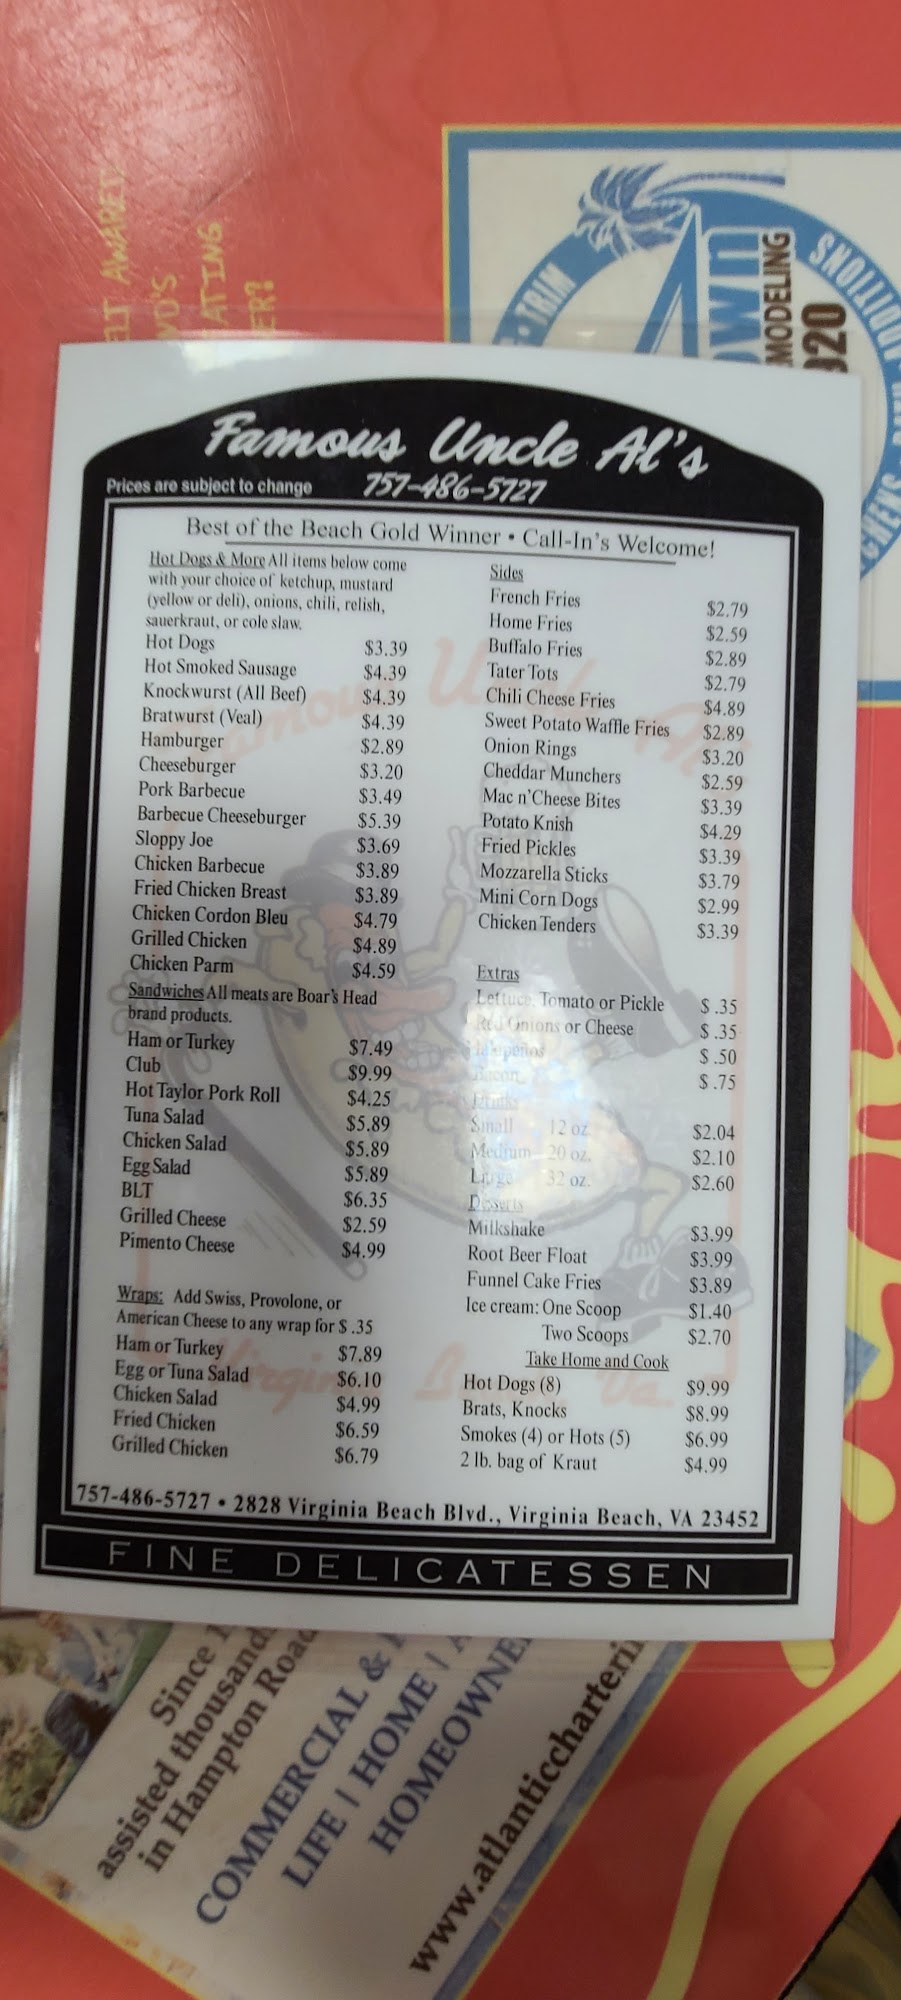 ELT AWARE?
ATING
ER?
TRIM
OWN
MODELING
920
ADDITIONS
Famous Uncle Al's
Prices are subject to change 757-486-5727
Best of the Beach Gold Winner • Call-In's Welcome!
Hot Dogs & More All items below come
with your choice of ketchup, mustard
(yellow or deli), onions, chili, relish,
sauerkraut, or cole slaw.
Hot Dogs $3.39
Hot Smoked Sausage $4.39
Knockwurst (All Beef) $4.39
Bratwurst (Veal) $4.39
Hamburger $2.89
Cheeseburger $3.20
Pork Barbecue $3.49
Barbecue Cheeseburger $5.39
Sloppy Joe $3.69
Chicken Barbecue $3.89
Fried Chicken Breast $3.89
Chicken Cordon Bleu $4.79
Grilled Chicken $4.89
Chicken Parm $4.59
Sandwiches All meats are Boar's Head
brand products.
Ham or Turkey $7.49
Club $9.99
Hot Taylor Pork Roll $4.25
Tuna Salad $5.89
Chicken Salad $5.89
Egg Salad $5.89
BLT $6.35
Grilled Cheese $2.59
Pimento Cheese $4.99
Wraps: Add Swiss, Provolone, or
American Cheese to any wrap for $ .35
Ham or Turkey $7.89
Egg or Tuna Salad $6.10
Chicken Salad $4.99
Fried Chicken $6.59
Grilled Chicken $6.79
Sides
French Fries $2.79
Home Fries $2.59
Buffalo Fries $2.89
Tater Tots $2.79
Chili Cheese Fries $4.89
Sweet Potato Waffle Fries $2.89
Onion Rings $3.20
Cheddar Munchers $2.59
Mac n'Cheese Bites $3.39
Potato Knish $4.29
Fried Pickles $3.39
Mozzarella Sticks $3.79
Mini Corn Dogs $2.99
Chicken Tenders $3.39
Extras
Lettuce, Tomato or Pickle $ .35
Red Onions or Cheese $ .35
Jalapeños $ .50
Bacon $ .75
Drinks
Small 12 oz. $2.04
Medium 20 oz. $2.10
Large 32 oz. $2.60
Desserts
Milkshake $3.99
Root Beer Float $3.99
Funnel Cake Fries $3.89
Ice cream: One Scoop $1.40
Two Scoops $2.70
Take Home and Cook
Hot Dogs (8) $9.99
Brats, Knocks $8.99
Smokes (4) or Hots (5) $6.99
2 lb. bag of Kraut $4.99
757-486-5727 • 2828 Virginia Beach Blvd., Virginia Beach, VA 23452
FINE DELICATESSEN
Since
assisted thousand
in Hampton Road
COMMERCIAL &
LIFE | HOME |
HOMEOWNE
www.atlanticcharteri